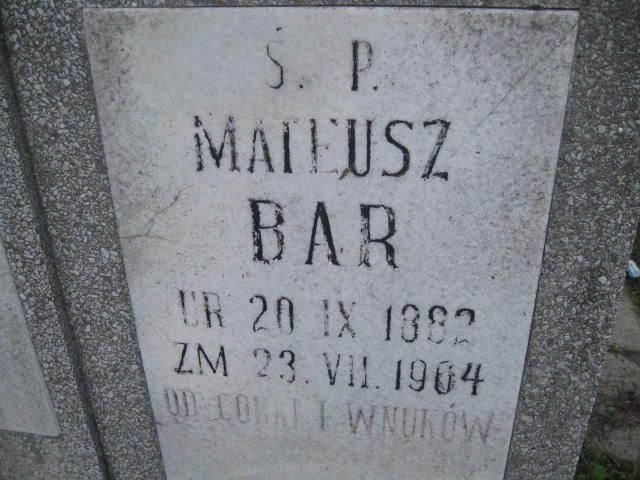 Ś. P.
MATEUSZ
BAR
UR 20 IX 1882
ZM 23. VII. 1964
OD CÓRKI I WNUKÓW